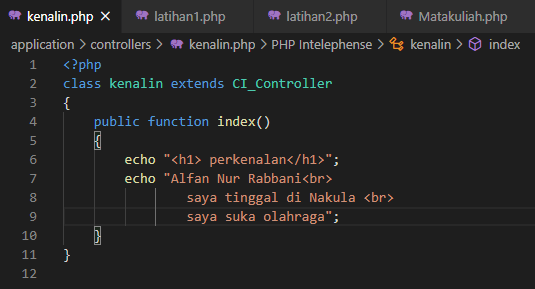 kenalin.php × latihan1.php latihan2.php Matakuliah.php
application > controllers > kenalin.php > PHP Intelephense > kenalin > index
1 <?php
2 class kenalin extends CI_Controller
3 {
4 public function index()
5 {
6 echo "<h1> perkenalan</h1>";
7 echo "Alfan Nur Rabbani<br>
8 saya tinggal di Nakula <br>
9 saya suka olahraga";
10 }
11 }
12